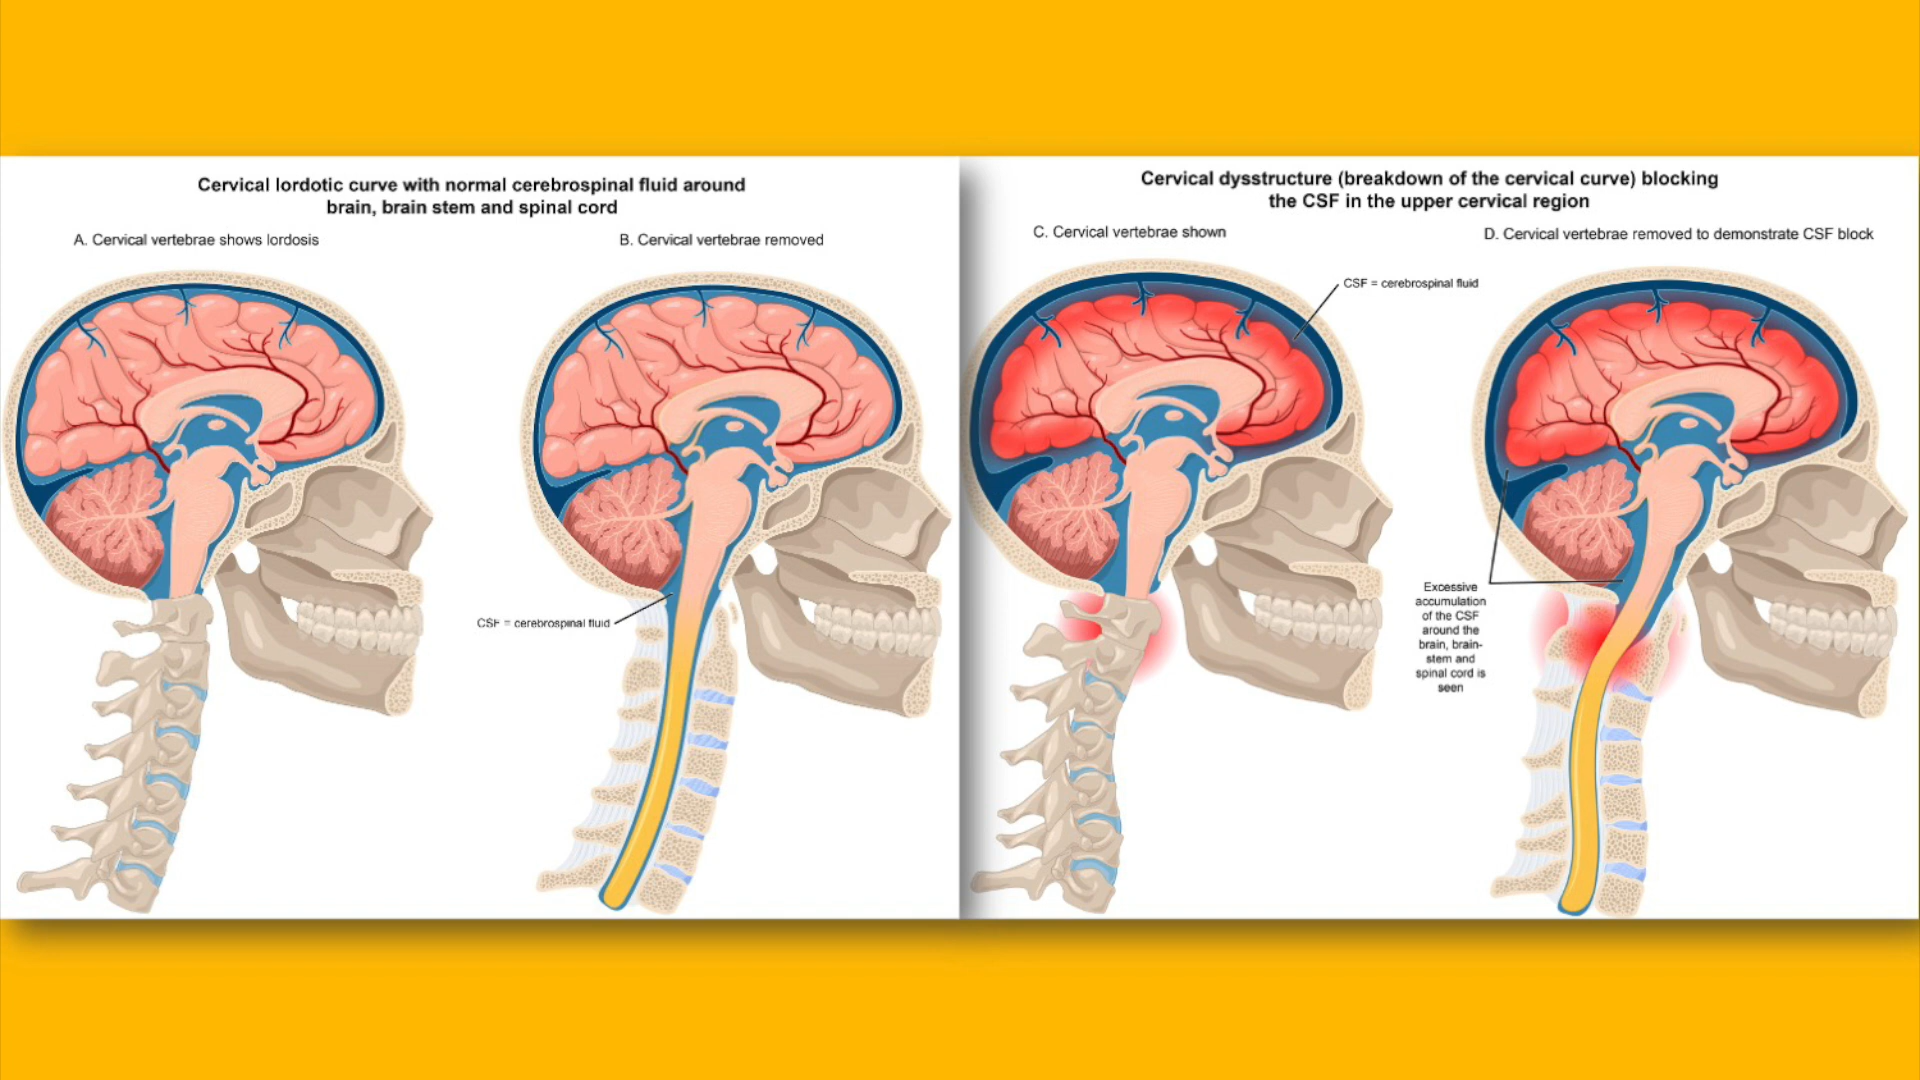 Cervical lordotic curve with normal cerebrospinal fluid around
brain, brain stem and spinal cord
A. Cervical vertebrae shows lordosis
B. Cervical vertebrae removed
CSF = cerebrospinal fluid
Cervical dysstructure (breakdown of the cervical curve) blocking
the CSF in the upper cervical region
C. Cervical vertebrae shown
D. Cervical vertebrae removed to demonstrate CSF block
CSF = cerebrospinal fluid
Excessive
accumulation
of the CSF
around the
brain, brain-
stem and
spinal cord is
seen